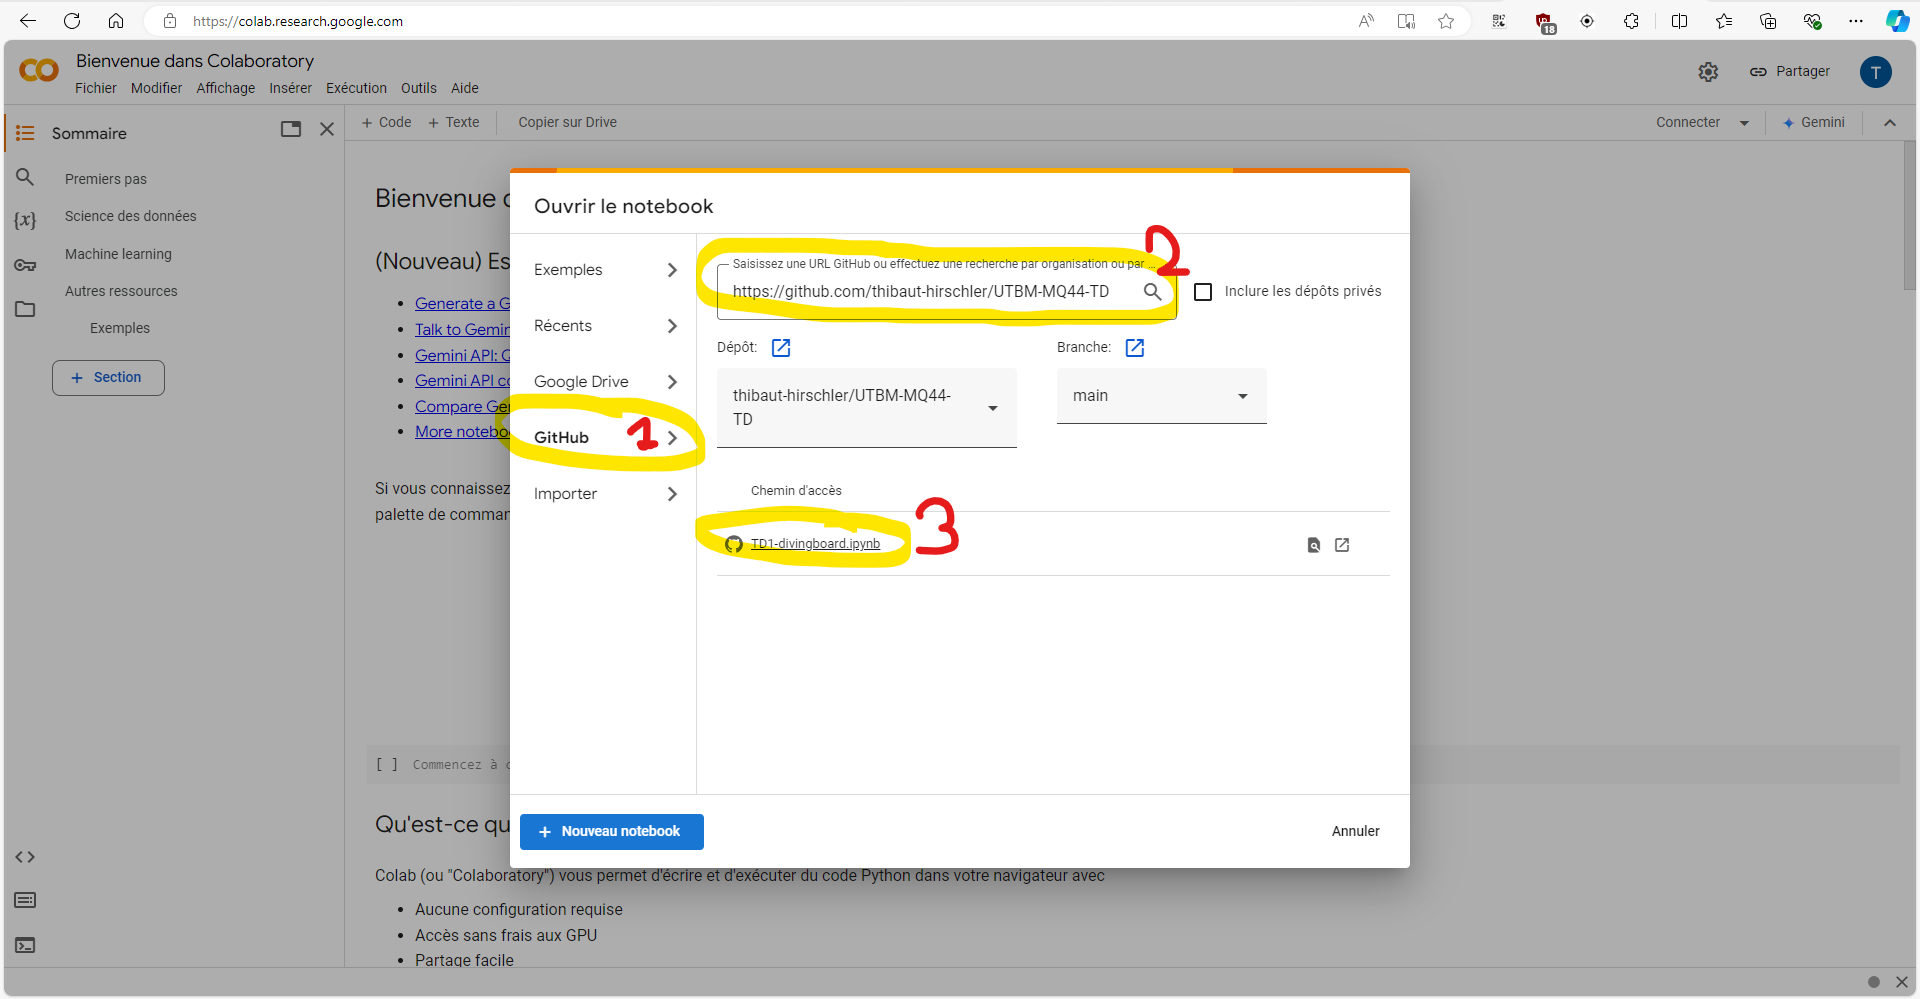 https://colab.research.google.com
18
Bienvenue dans Colaboratory
Fichier Modifier Affichage Insérer Exécution Outils Aide
Partager
T
Sommaire
+ Code + Texte Copier sur Drive
Connecter
Gemini
Premiers pas
Science des données
Machine learning
Autres ressources
Exemples
+ Section
Bienvenue d
(Nouveau) Es
Generate a G
Talk to Gemin
Gemini API: Q
Gemini API co
Compare Gem
More notebo
Si vous connaissez
palette de comman
[ ] Commencez à c
Qu'est-ce qu
Colab (ou "Colaboratory") vous permet d'écrire et d'exécuter du code Python dans votre navigateur avec
Aucune configuration requise
Accès sans frais aux GPU
Partage facile
Ouvrir le notebook
Exemples
Récents
Google Drive
GitHub
1
Importer
Saisissez une URL GitHub ou effectuez une recherche par organisation ou par ...
2
https://github.com/thibaut-hirschler/UTBM-MQ44-TD
Inclure les dépôts privés
Dépôt:
Branche:
thibaut-hirschler/UTBM-MQ44-
TD
main
Chemin d'accès
TD1-divingboard.ipynb
3
+ Nouveau notebook
Annuler